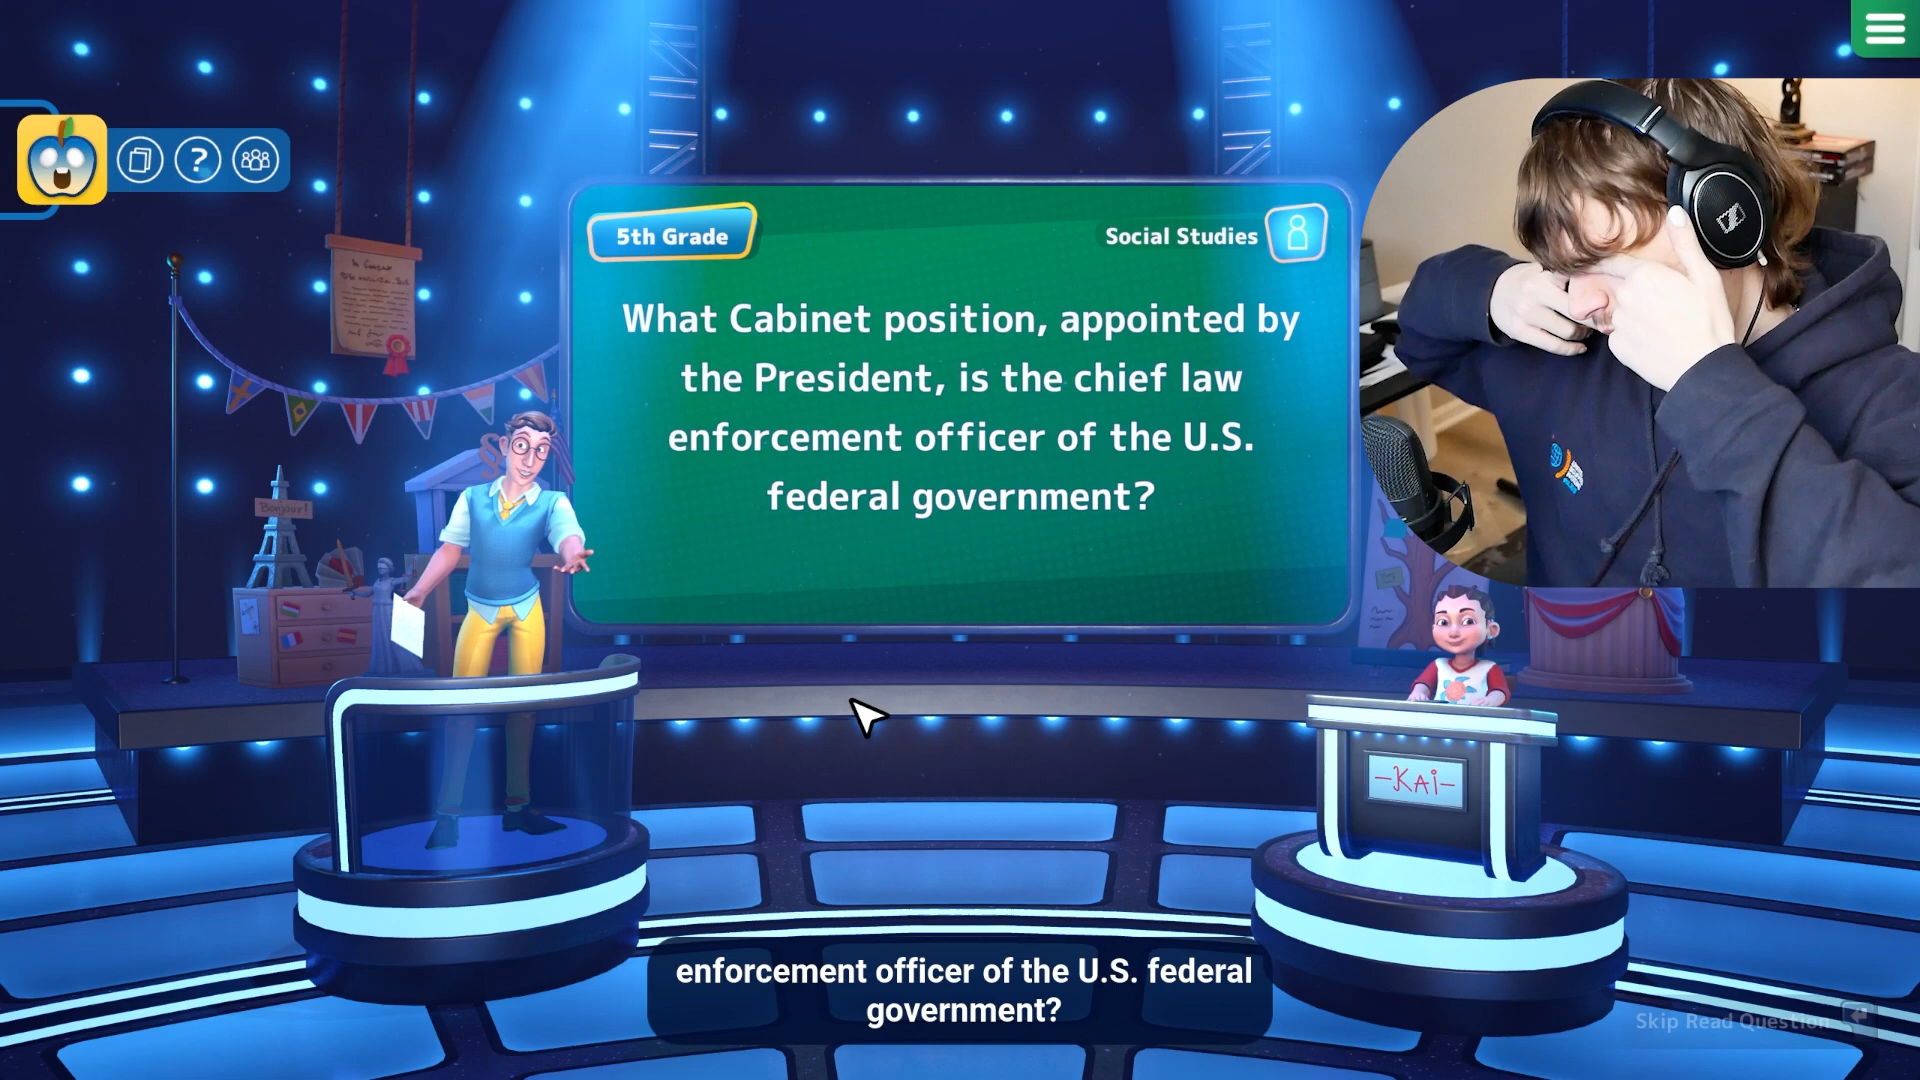 5th Grade
Social Studies
What Cabinet position, appointed by
the President, is the chief law
enforcement officer of the U.S.
federal government?
Bonjour!
-KAi-
enforcement officer of the U.S. federal
government?
Skip Read Question